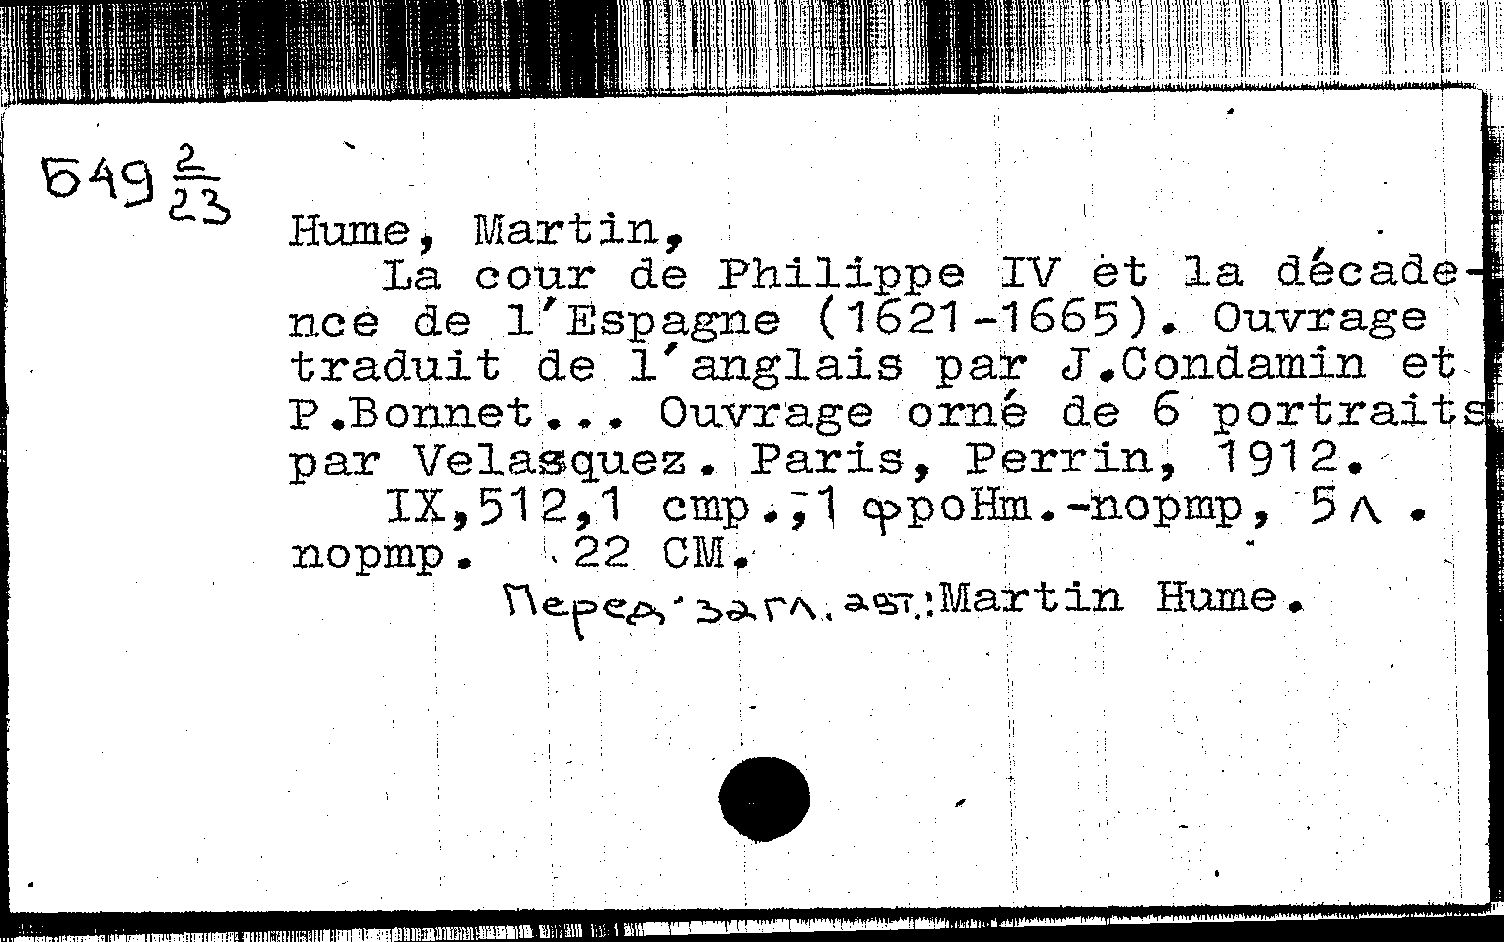 Б49 2/23
Hume, Martin,
La cour de Philippe IV et la décade-
nce de l'Espagne (1621-1665). Ouvrage
traduit de l'anglais par J.Condamin et
P.Bonnet... Ouvrage orné de 6 portraits
par Velasquez. Paris, Perrin, 1912.
IX,512,1 стр.,1 фронт.-портр, 5 л .
портр. 22 СМ.
Перед загл. авт.: Martin Hume.